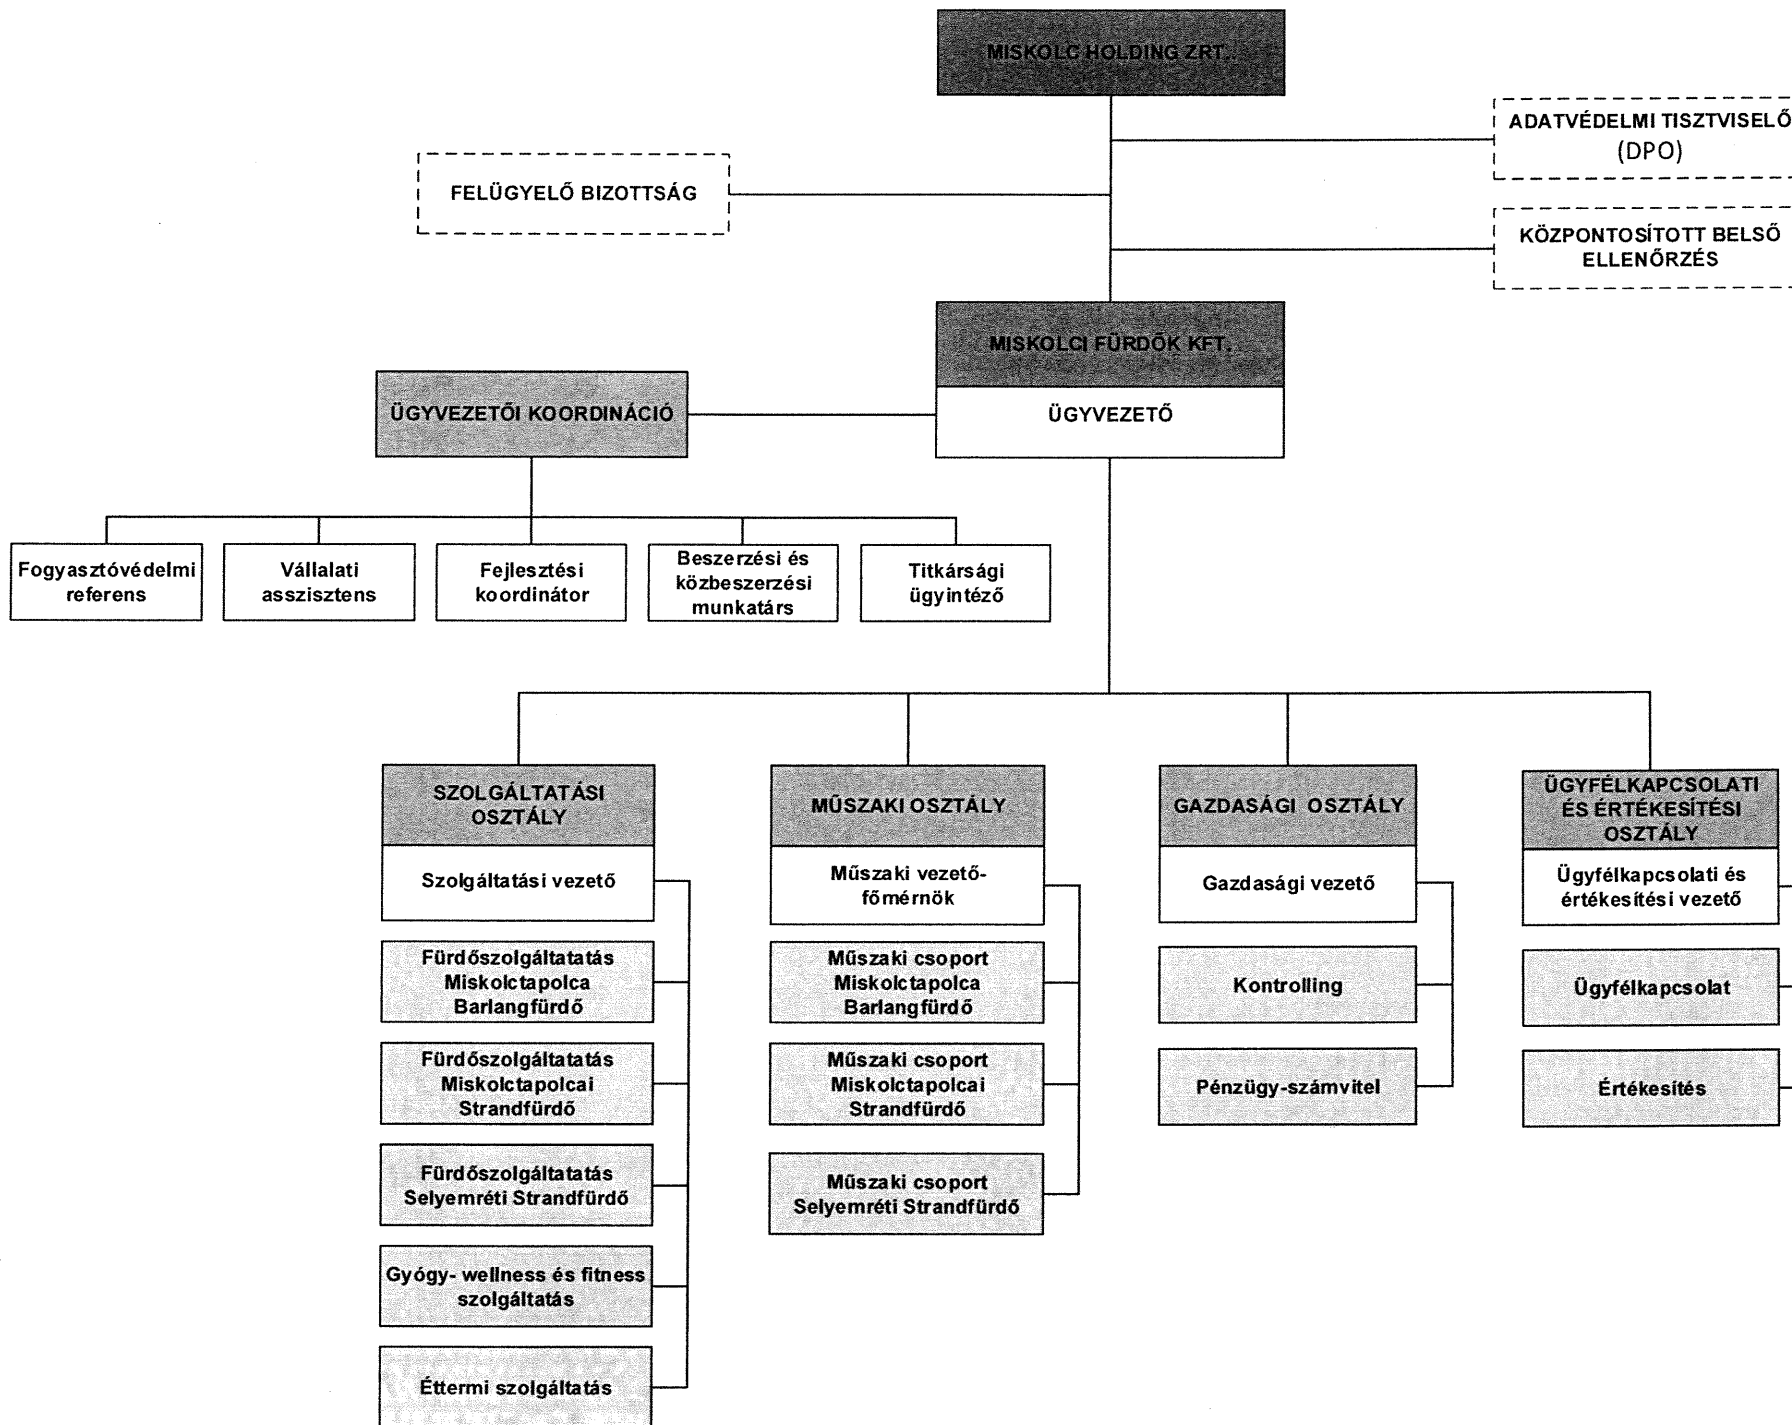 MISKOLC HOLDING ZRT..
ADATVÉDELMI TISZTVISELŐ
(DPO)
FELÜGYELŐ BIZOTTSÁG
KÖZPONTOSÍTOTT BELSŐ
ELLENŐRZÉS
MISKOLCI FÜRDŐK KFT.
ÜGYVEZETŐI KOORDINÁCIÓ
ÜGYVEZETŐ
Fogyasztóvédelmi
referens
Vállalati
asszisztens
Fejlesztési
koordinátor
Beszerzési és
közbeszerzési
munkatárs
Titkársági
ügyintéző
SZOLGÁLTATÁSI
OSZTÁLY
Szolgáltatási vezető
Fürdőszolgáltatatás
Miskolctapolca
Barlangfürdő
Fürdőszolgáltatatás
Miskolctapolcai
Strandfürdő
Fürdőszolgáltatatás
Selyemréti Strandfürdő
Gyógy- wellness és fitness
szolgáltatás
Éttermi szolgáltatás
MŰSZAKI OSZTÁLY
Műszaki vezető-
főmérnök
Műszaki csoport
Miskolctapolca
Barlangfürdő
Műszaki csoport
Miskolctapolcai
Strandfürdő
Műszaki csoport
Selyemréti Strandfürdő
GAZDASÁGI OSZTÁLY
Gazdasági vezető
Kontrolling
Pénzügy-számvitel
ÜGYFÉLKAPCSOLATI
ÉS ÉRTÉKESÍTÉSI
OSZTÁLY
Ügyfélkapcsolati és
értékesítési vezető
Ügyfélkapcsolat
Értékesítés